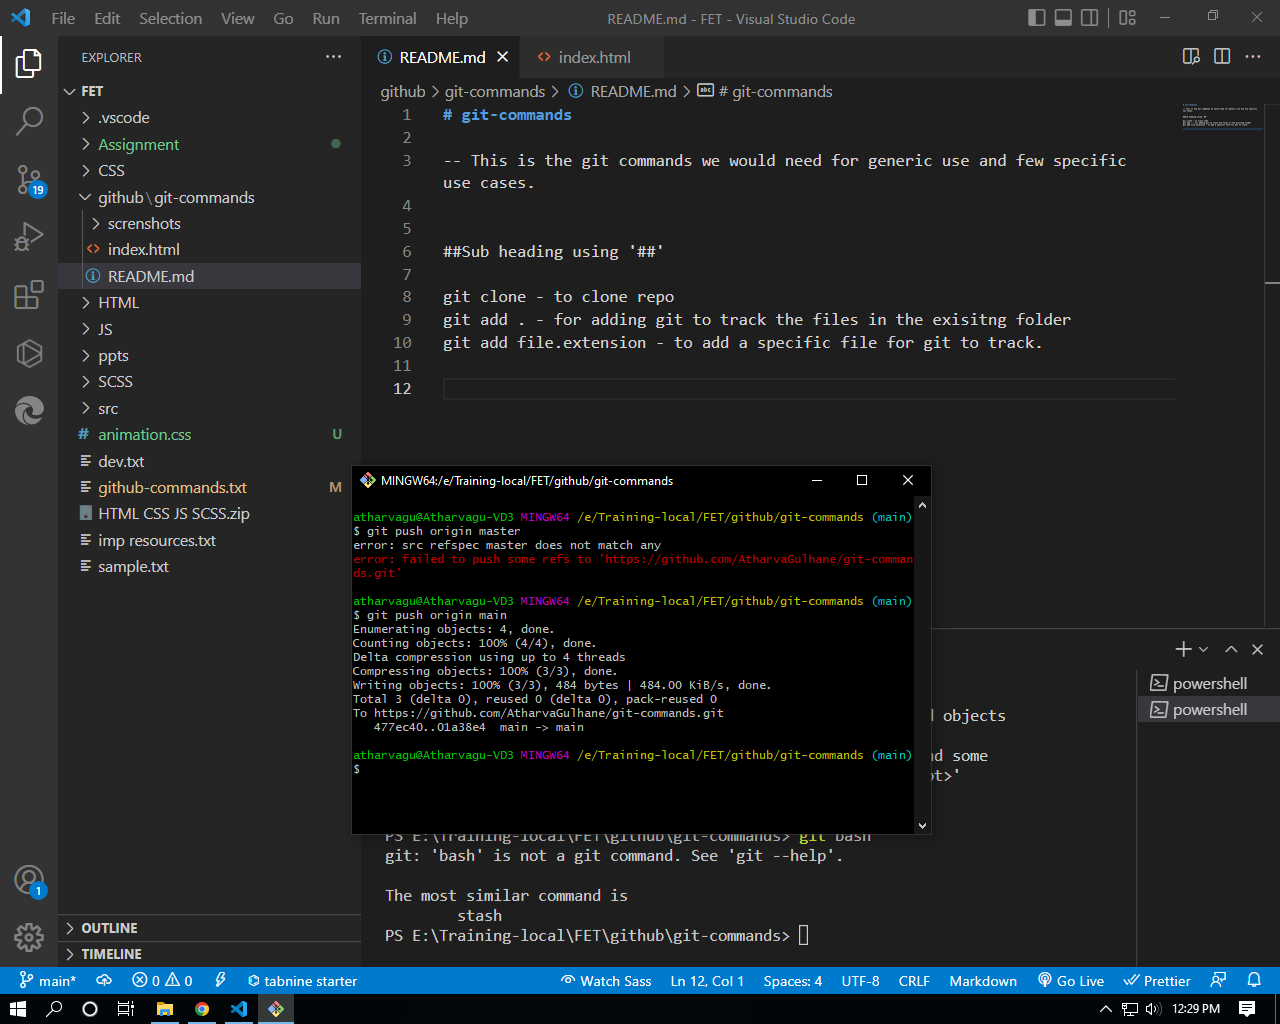 File Edit Selection View Go Run Terminal Help README.md - FET - Visual Studio Code
EXPLORER
README.md
index.html
FET
github > git-commands > README.md > # git-commands
.vscode
Assignment
CSS
github\git-commands
screnshots
index.html
README.md
HTML
JS
ppts
SCSS
src
animation.css U
dev.txt
github-commands.txt M
HTML CSS JS SCSS.zip
imp resources.txt
sample.txt
OUTLINE
TIMELINE
19
1
1 # git-commands
2
3 -- This is the git commands we would need for generic use and few specific
use cases.
4
5
6 ##Sub heading using '##'
7
8 git clone - to clone repo
9 git add . - for adding git to track the files in the exisitng folder
10 git add file.extension - to add a specific file for git to track.
11
12
MINGW64:/e/Training-local/FET/github/git-commands
atharvagu@Atharvagu-VD3 MINGW64 /e/Training-local/FET/github/git-commands (main)
$ git push origin master
error: src refspec master does not match any
error: failed to push some refs to 'https://github.com/AtharvaGulhane/git-comman
ds.git'
atharvagu@Atharvagu-VD3 MINGW64 /e/Training-local/FET/github/git-commands (main)
$ git push origin main
Enumerating objects: 4, done.
Counting objects: 100% (4/4), done.
Delta compression using up to 4 threads
Compressing objects: 100% (3/3), done.
Writing objects: 100% (3/3), 484 bytes | 484.00 KiB/s, done.
Total 3 (delta 0), reused 0 (delta 0), pack-reused 0
To https://github.com/AtharvaGulhane/git-commands.git
477ec40..01a38e4 main -> main
atharvagu@Atharvagu-VD3 MINGW64 /e/Training-local/FET/github/git-commands (main)
$
powershell
powershell
objects
some
t>'
PS E:\Training-local\FET\github\git-commands> git bash
git: 'bash' is not a git command. See 'git --help'.
The most similar command is
stash
PS E:\Training-local\FET\github\git-commands>
main* 0 0 tabnine starter Watch Sass Ln 12, Col 1 Spaces: 4 UTF-8 CRLF Markdown Go Live Prettier
12:29 PM